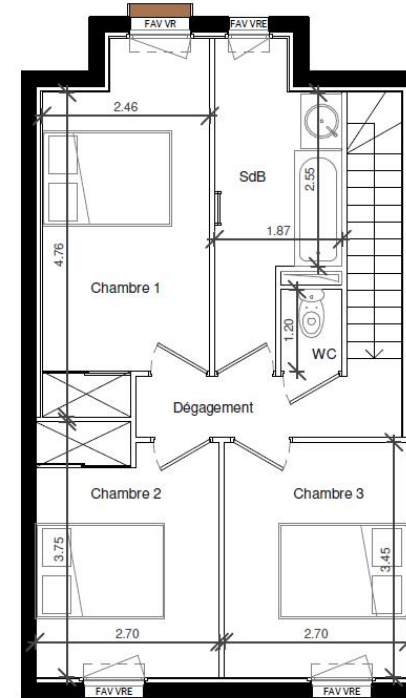 FAV VR
FAV VRE
2.46
SdB
2.55
1.87
4.76
Chambre 1
1.20
WC
Dégagement
Chambre 2
Chambre 3
3.75
3.45
2.70
2.70
FAV VRE
FAV VRE